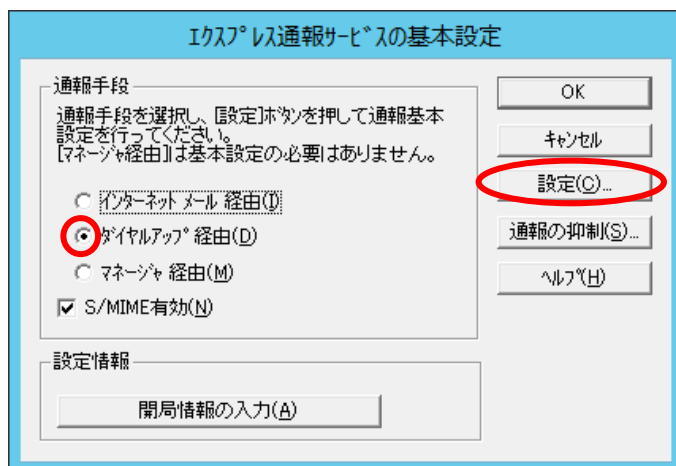 ｴｸｽﾌﾟﾚｽ通報ｻｰﾋﾞｽの基本設定
通報手段
通報手段を選択し、[設定]ﾎﾞﾀﾝを押して通報基本
設定を行ってください。
[ﾏﾈｰｼﾞｬ経由]は基本設定の必要はありません。
ｲﾝﾀｰﾈｯﾄ ﾒｰﾙ 経由(I)
ﾀﾞｲﾔﾙｱｯﾌﾟ 経由(D)
ﾏﾈｰｼﾞｬ 経由(M)
S/MIME有効(N)
設定情報
開局情報の入力(A)
OK
ｷｬﾝｾﾙ
設定(C)...
通報の抑制(S)...
ﾍﾙﾌﾟ(H)